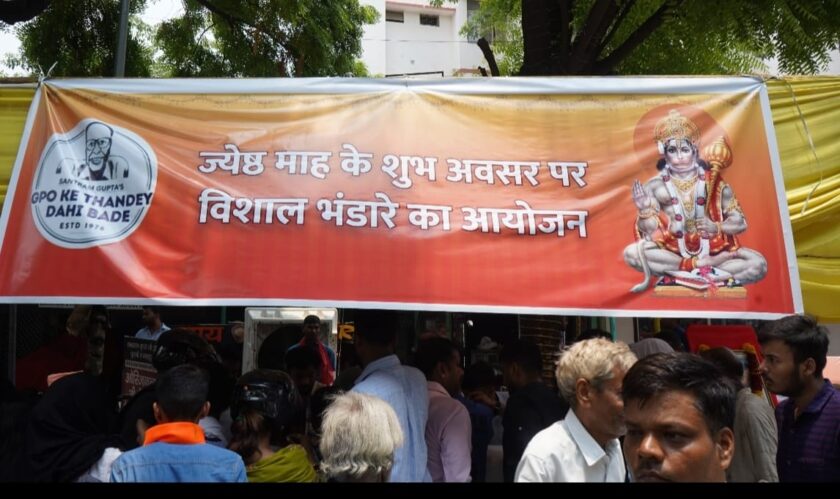 SANTRAM GUPTA'S
GPO KE THANDEY
DAHI BADE
ESTD 1976
ज्येष्ठ माह के शुभ अवसर पर
विशाल भंडारे का आयोजन